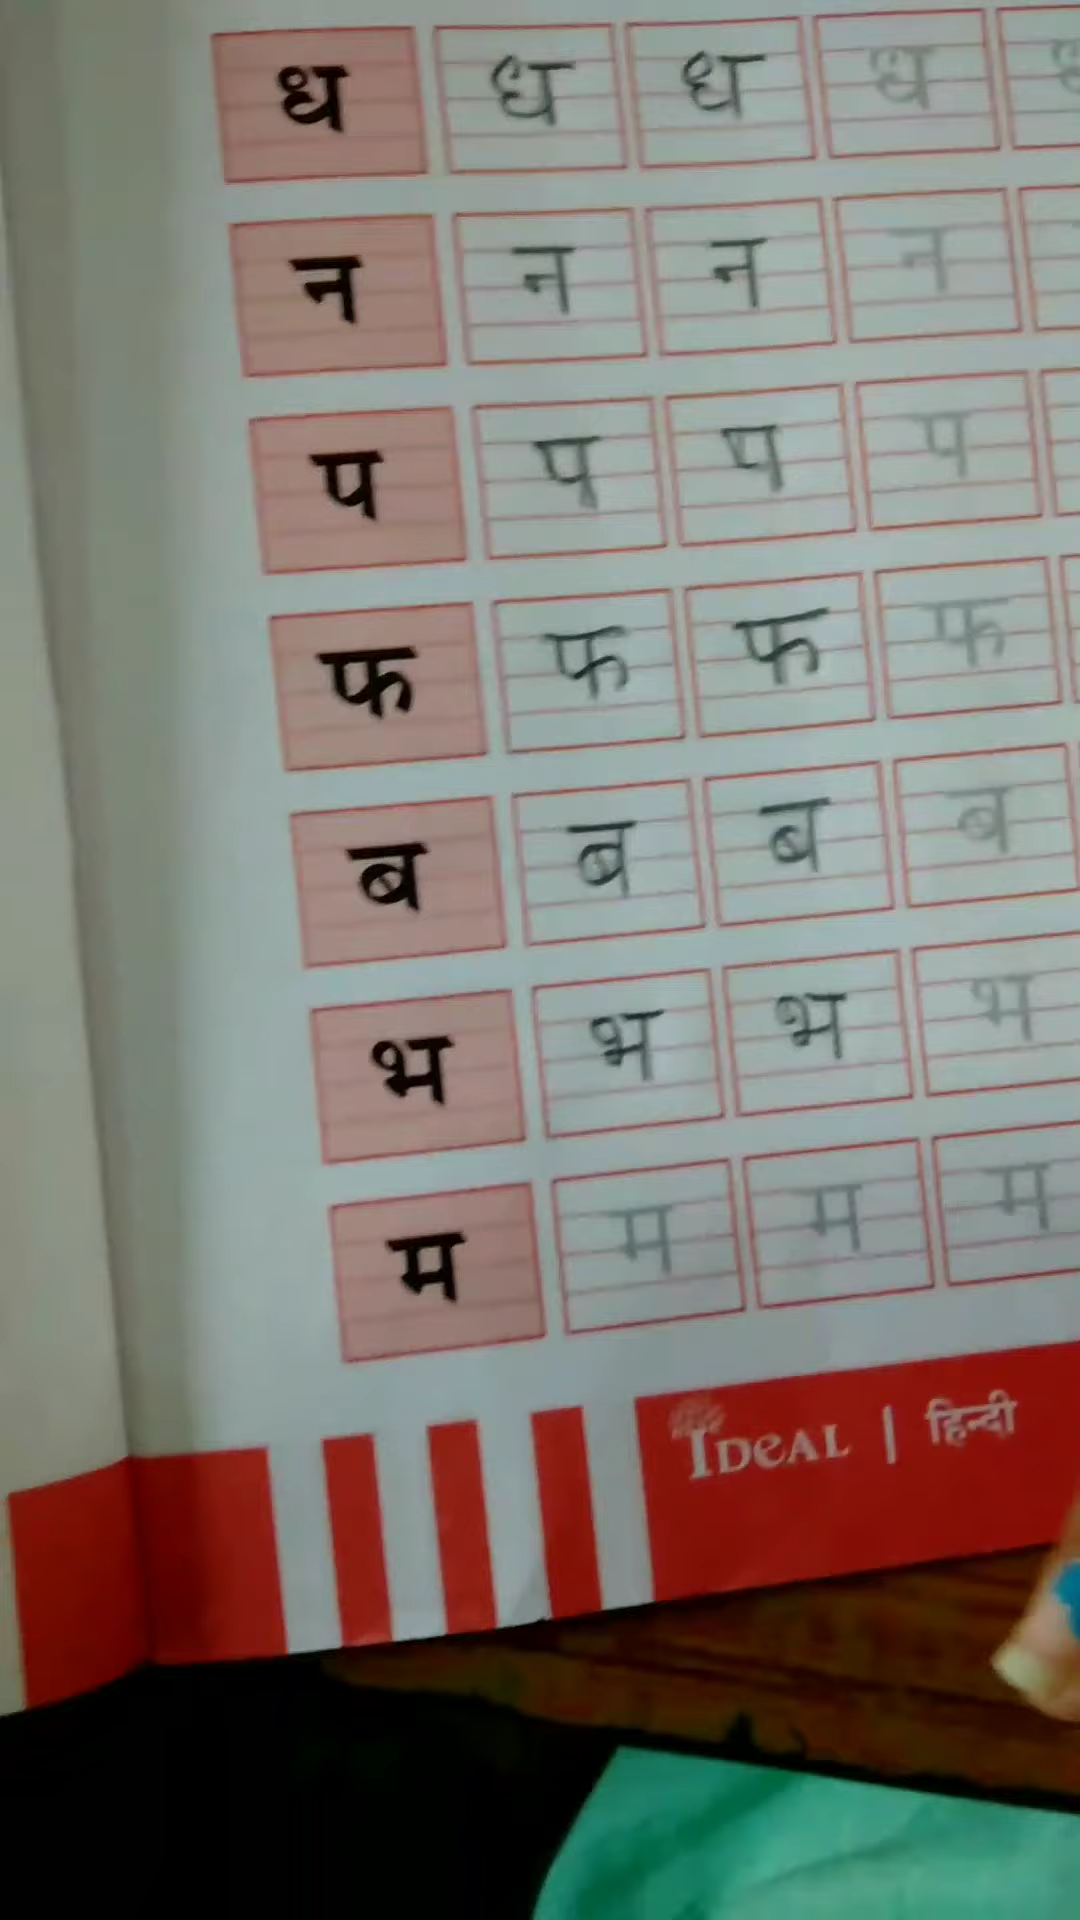 ध ध ध ध
न न न न
प प प प
फ फ फ फ
ब ब ब ब
भ भ भ भ
म म म म
IDEAL | हिन्दी